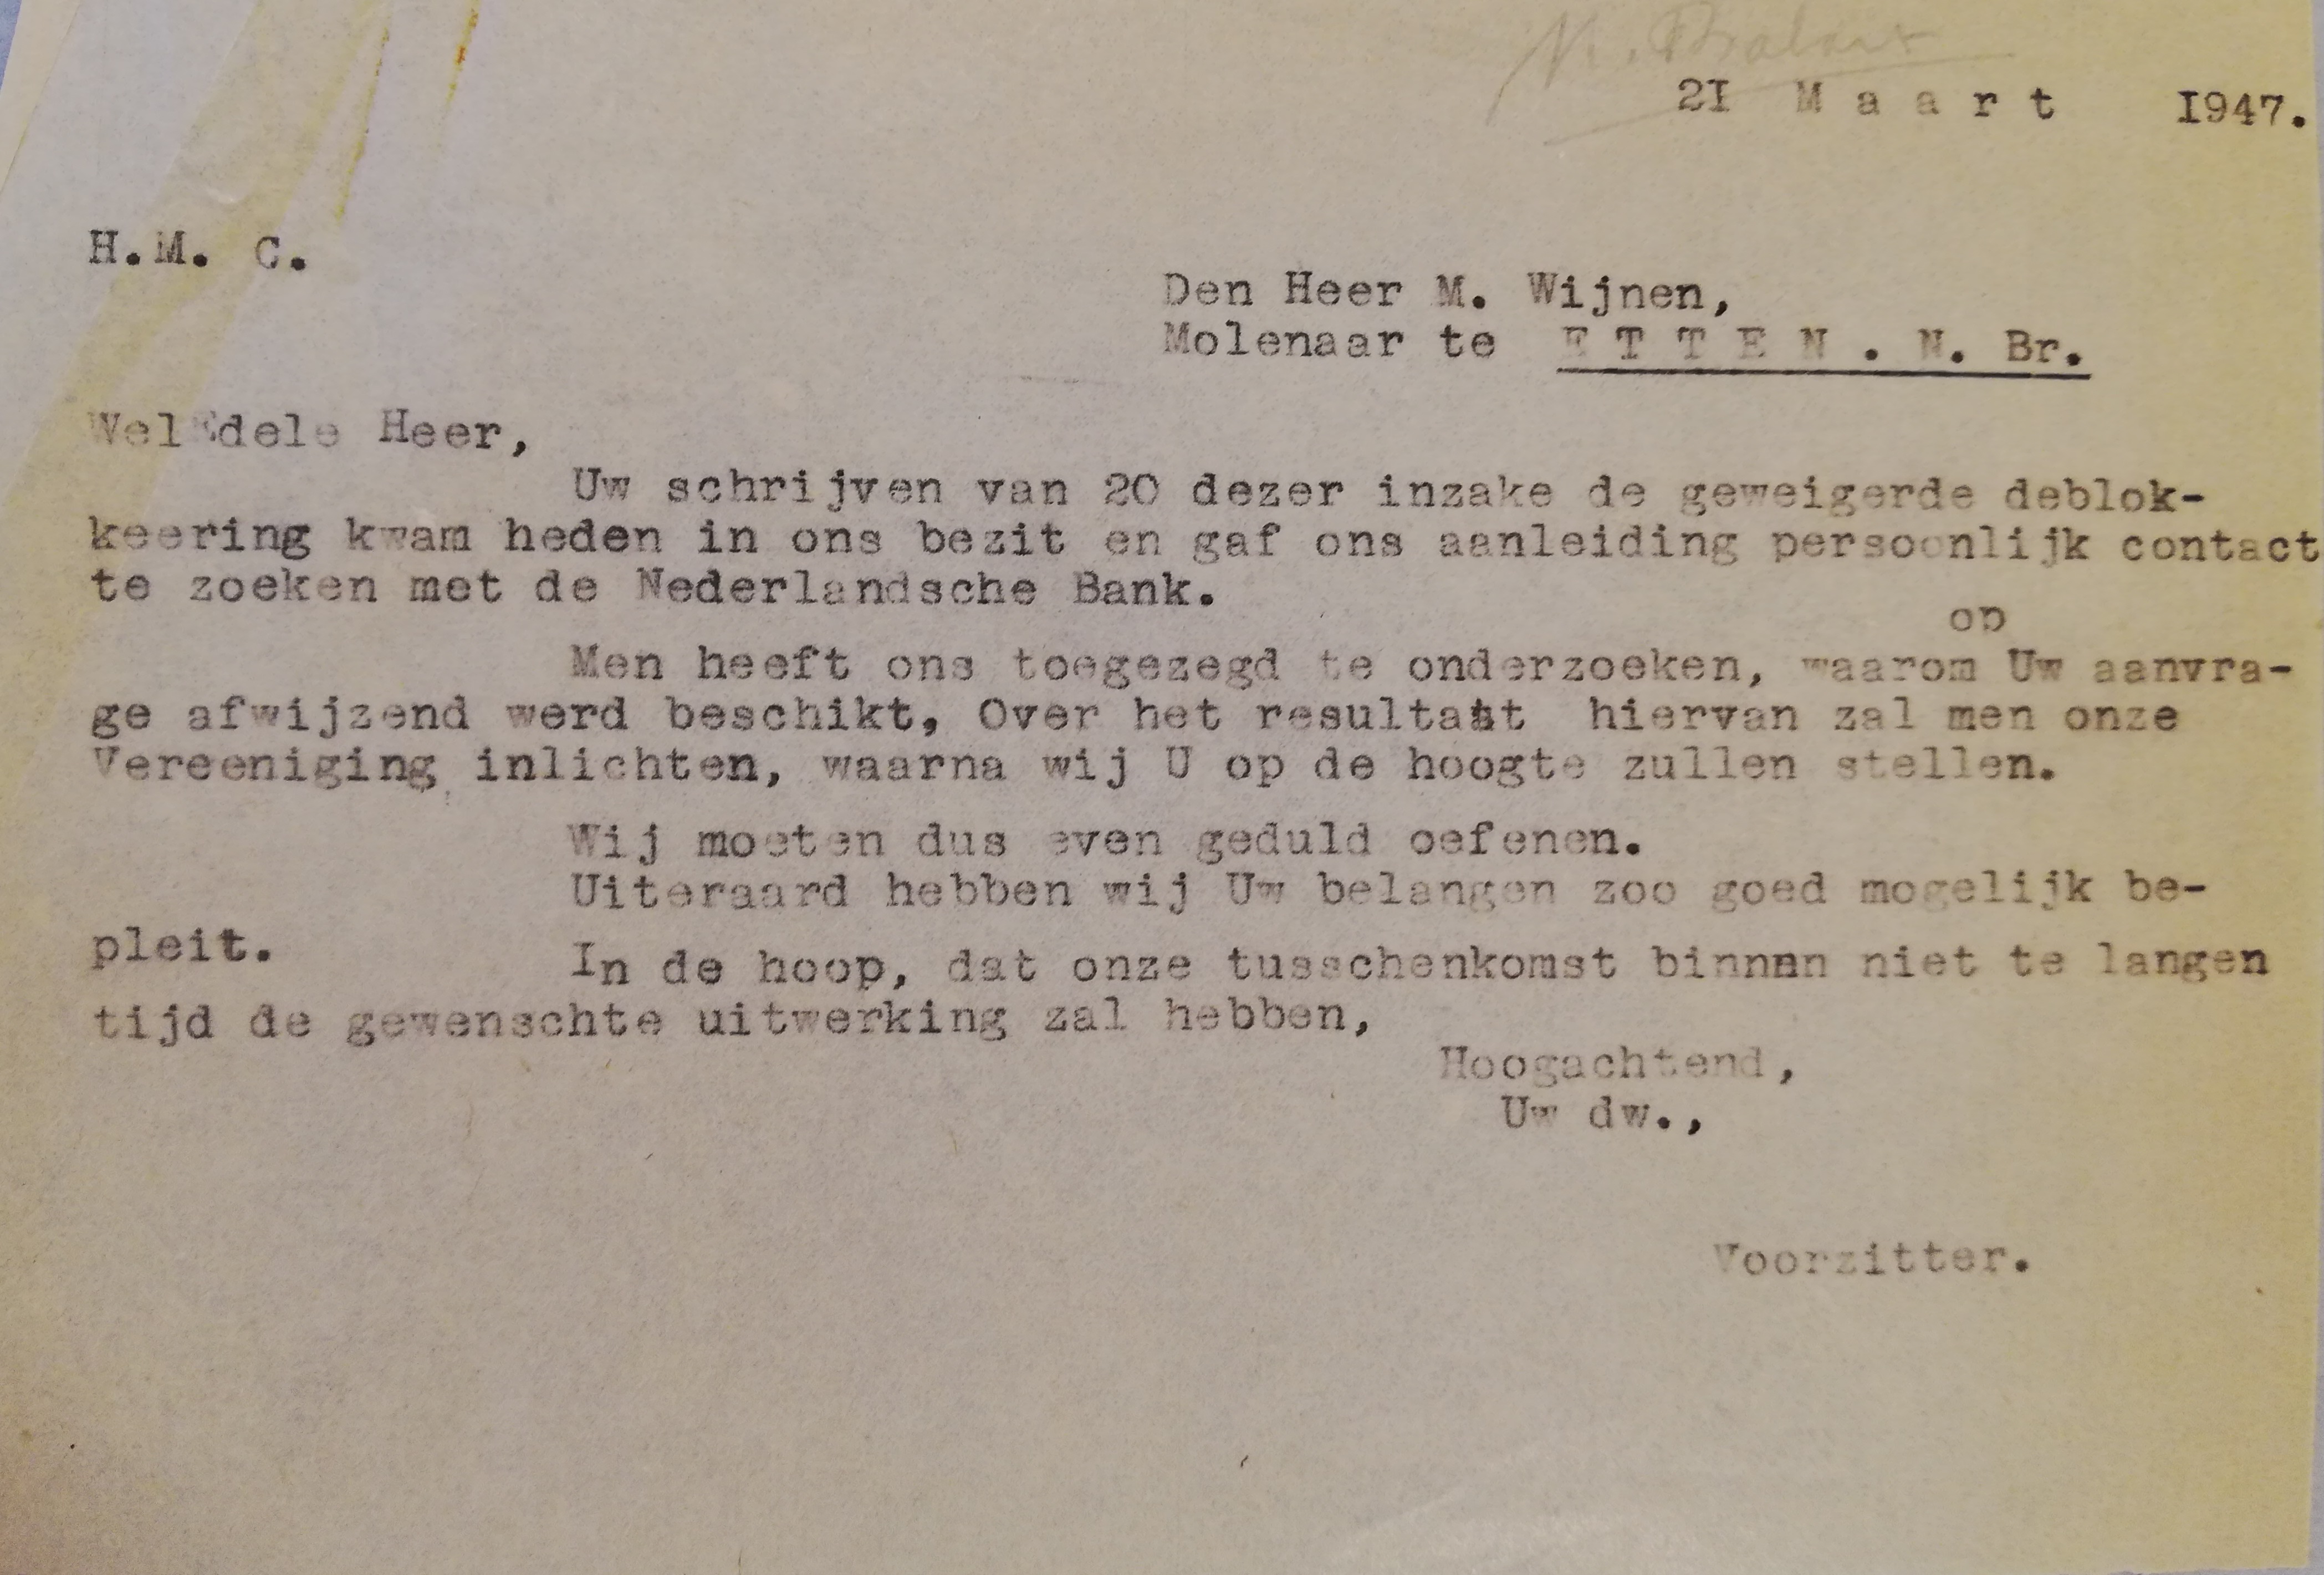 N. Brabant
21 M a a r t 1947.
H.M. C.
Den Heer M. Wijnen,
Molenaar te E T T E N . N. Br.
WelEdele Heer,
Uw schrijven van 20 dezer inzake de geweigerde deblok-
keering kwam heden in ons bezit en gaf ons aanleiding persoonlijk contact
te zoeken met de Nederlandsche Bank.
op
Men heeft ons toegezegd te onderzoeken, waarom Uw aanvra-
ge afwijzend werd beschikt, Over het resultaat hiervan zal men onze
Vereeniging inlichten, waarna wij U op de hoogte zullen stellen.
Wij moeten dus even geduld oefenen.
Uiteraard hebben wij Uw belangen zoo goed mogelijk be-
pleit.
In de hoop, dat onze tusschenkomst binnen niet te langen
tijd de gewenschte uitwerking zal hebben,
Hoogachtend,
Uw dw.,
Voorzitter.